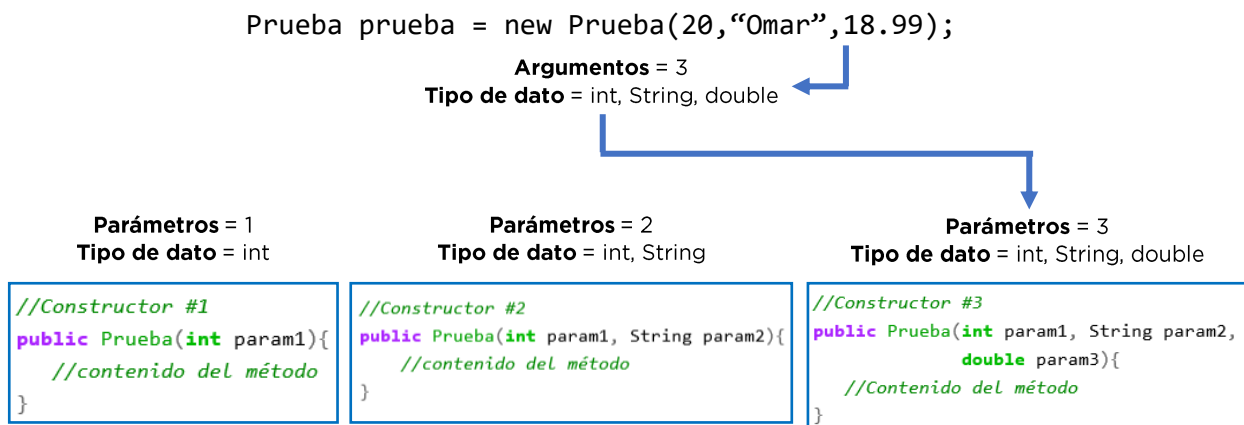 Prueba prueba = new Prueba(20,“Omar”,18.99);
Argumentos = 3
Tipo de dato = int, String, double
Parámetros = 1
Tipo de dato = int
//Constructor #1
public Prueba(int param1){
//contenido del método
}
Parámetros = 2
Tipo de dato = int, String
//Constructor #2
public Prueba(int param1, String param2){
//contenido del método
}
Parámetros = 3
Tipo de dato = int, String, double
//Constructor #3
public Prueba(int param1, String param2,
double param3){
//Contenido del método
}